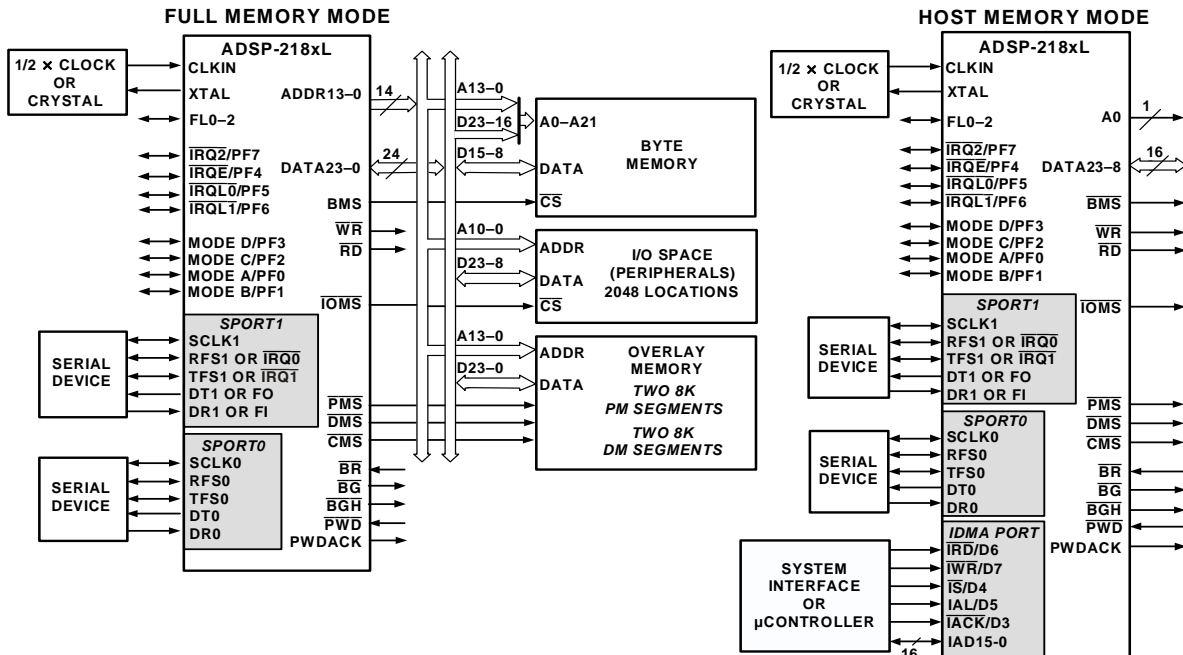 FULL MEMORY MODE
ADSP-218xL
1/2 × CLOCK
OR
CRYSTAL
CLKIN
XTAL
FL0–2
IRQ2/PF7
IRQE/PF4
IRQL0/PF5
IRQL1/PF6
MODE D/PF3
MODE C/PF2
MODE A/PF0
MODE B/PF1
SERIAL
DEVICE
SPORT1
SCLK1
RFS1 OR IRQ0
TFS1 OR IRQ1
DT1 OR FO
DR1 OR FI
SERIAL
DEVICE
SPORT0
SCLK0
RFS0
TFS0
DT0
DR0
ADDR13–0
14
DATA23–0
24
BMS
WR
RD
IOMS
PMS
DMS
CMS
BR
BG
BGH
PWD
PWDACK
A13–0
D23–16
D15–8
A0–A21
DATA
CS
BYTE
MEMORY
A10–0
D23–8
ADDR
DATA
CS
I/O SPACE
(PERIPHERALS)
2048 LOCATIONS
A13–0
D23–0
ADDR
DATA
OVERLAY
MEMORY
TWO 8K
PM SEGMENTS
TWO 8K
DM SEGMENTS
HOST MEMORY MODE
ADSP-218xL
1/2 × CLOCK
OR
CRYSTAL
CLKIN
XTAL
FL0–2
IRQ2/PF7
IRQE/PF4
IRQL0/PF5
IRQL1/PF6
MODE D/PF3
MODE C/PF2
MODE A/PF0
MODE B/PF1
SERIAL
DEVICE
SPORT1
SCLK1
RFS1 OR IRQ0
TFS1 OR IRQ1
DT1 OR FO
DR1 OR FI
SERIAL
DEVICE
SPORT0
SCLK0
RFS0
TFS0
DT0
DR0
SYSTEM
INTERFACE
OR
µCONTROLLER
IDMA PORT
IRD/D6
IWR/D7
IS/D4
IAL/D5
IACK/D3
IAD15-0
16
A0
1
DATA23–8
16
BMS
WR
RD
IOMS
PMS
DMS
CMS
BR
BG
BGH
PWD
PWDACK